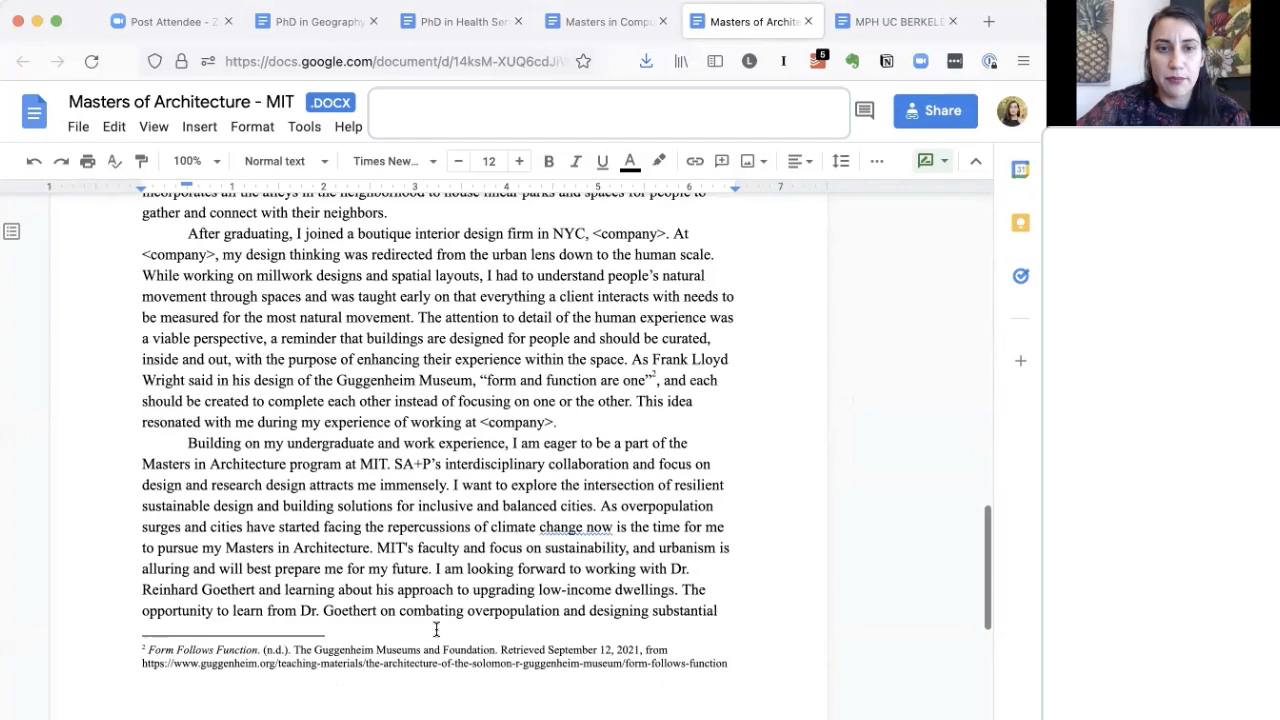 Post Attendee - Z
PhD in Geography
PhD in Health Ser
Masters in Compu
Masters of Archite
MPH UC BERKELE
https://docs.google.com/document/d/14ksM-XUQ6cdJi
5
Masters of Architecture - MIT .DOCX
File Edit View Insert Format Tools Help
Share
100% Normal text Times New... 12 B I U A
1 1 2 3 4 5 6 7
31
gather and connect with their neighbors.
After graduating, I joined a boutique interior design firm in NYC, <company>. At
<company>, my design thinking was redirected from the urban lens down to the human scale.
While working on millwork designs and spatial layouts, I had to understand people's natural
movement through spaces and was taught early on that everything a client interacts with needs to
be measured for the most natural movement. The attention to detail of the human experience was
a viable perspective, a reminder that buildings are designed for people and should be curated,
inside and out, with the purpose of enhancing their experience within the space. As Frank Lloyd
Wright said in his design of the Guggenheim Museum, “form and function are one”2, and each
should be created to complete each other instead of focusing on one or the other. This idea
resonated with me during my experience of working at <company>.
Building on my undergraduate and work experience, I am eager to be a part of the
Masters in Architecture program at MIT. SA+P's interdisciplinary collaboration and focus on
design and research design attracts me immensely. I want to explore the intersection of resilient
sustainable design and building solutions for inclusive and balanced cities. As overpopulation
surges and cities have started facing the repercussions of climate change now is the time for me
to pursue my Masters in Architecture. MIT's faculty and focus on sustainability, and urbanism is
alluring and will best prepare me for my future. I am looking forward to working with Dr.
Reinhard Goethert and learning about his approach to upgrading low-income dwellings. The
opportunity to learn from Dr. Goethert on combating overpopulation and designing substantial
2 Form Follows Function. (n.d.). The Guggenheim Museums and Foundation. Retrieved September 12, 2021, from
https://www.guggenheim.org/teaching-materials/the-architecture-of-the-solomon-r-guggenheim-museum/form-follows-function